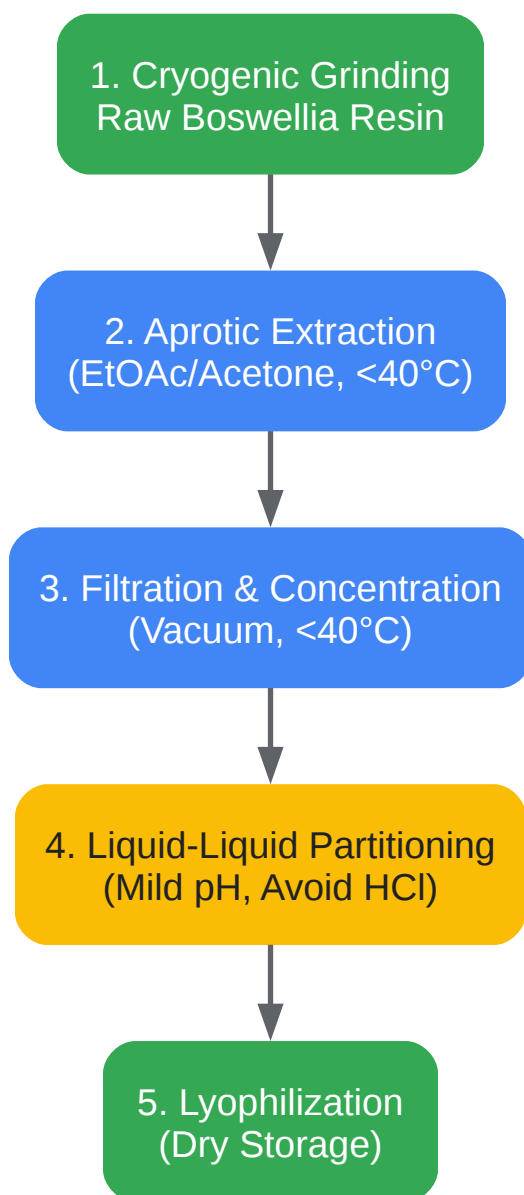 1. Cryogenic Grinding
Raw Boswellia Resin
2. Aprotic Extraction
(EtOAc/Acetone, <40°C)
3. Filtration & Concentration
(Vacuum, <40°C)
4. Liquid-Liquid Partitioning
(Mild pH, Avoid HCl)
5. Lyophilization
(Dry Storage)